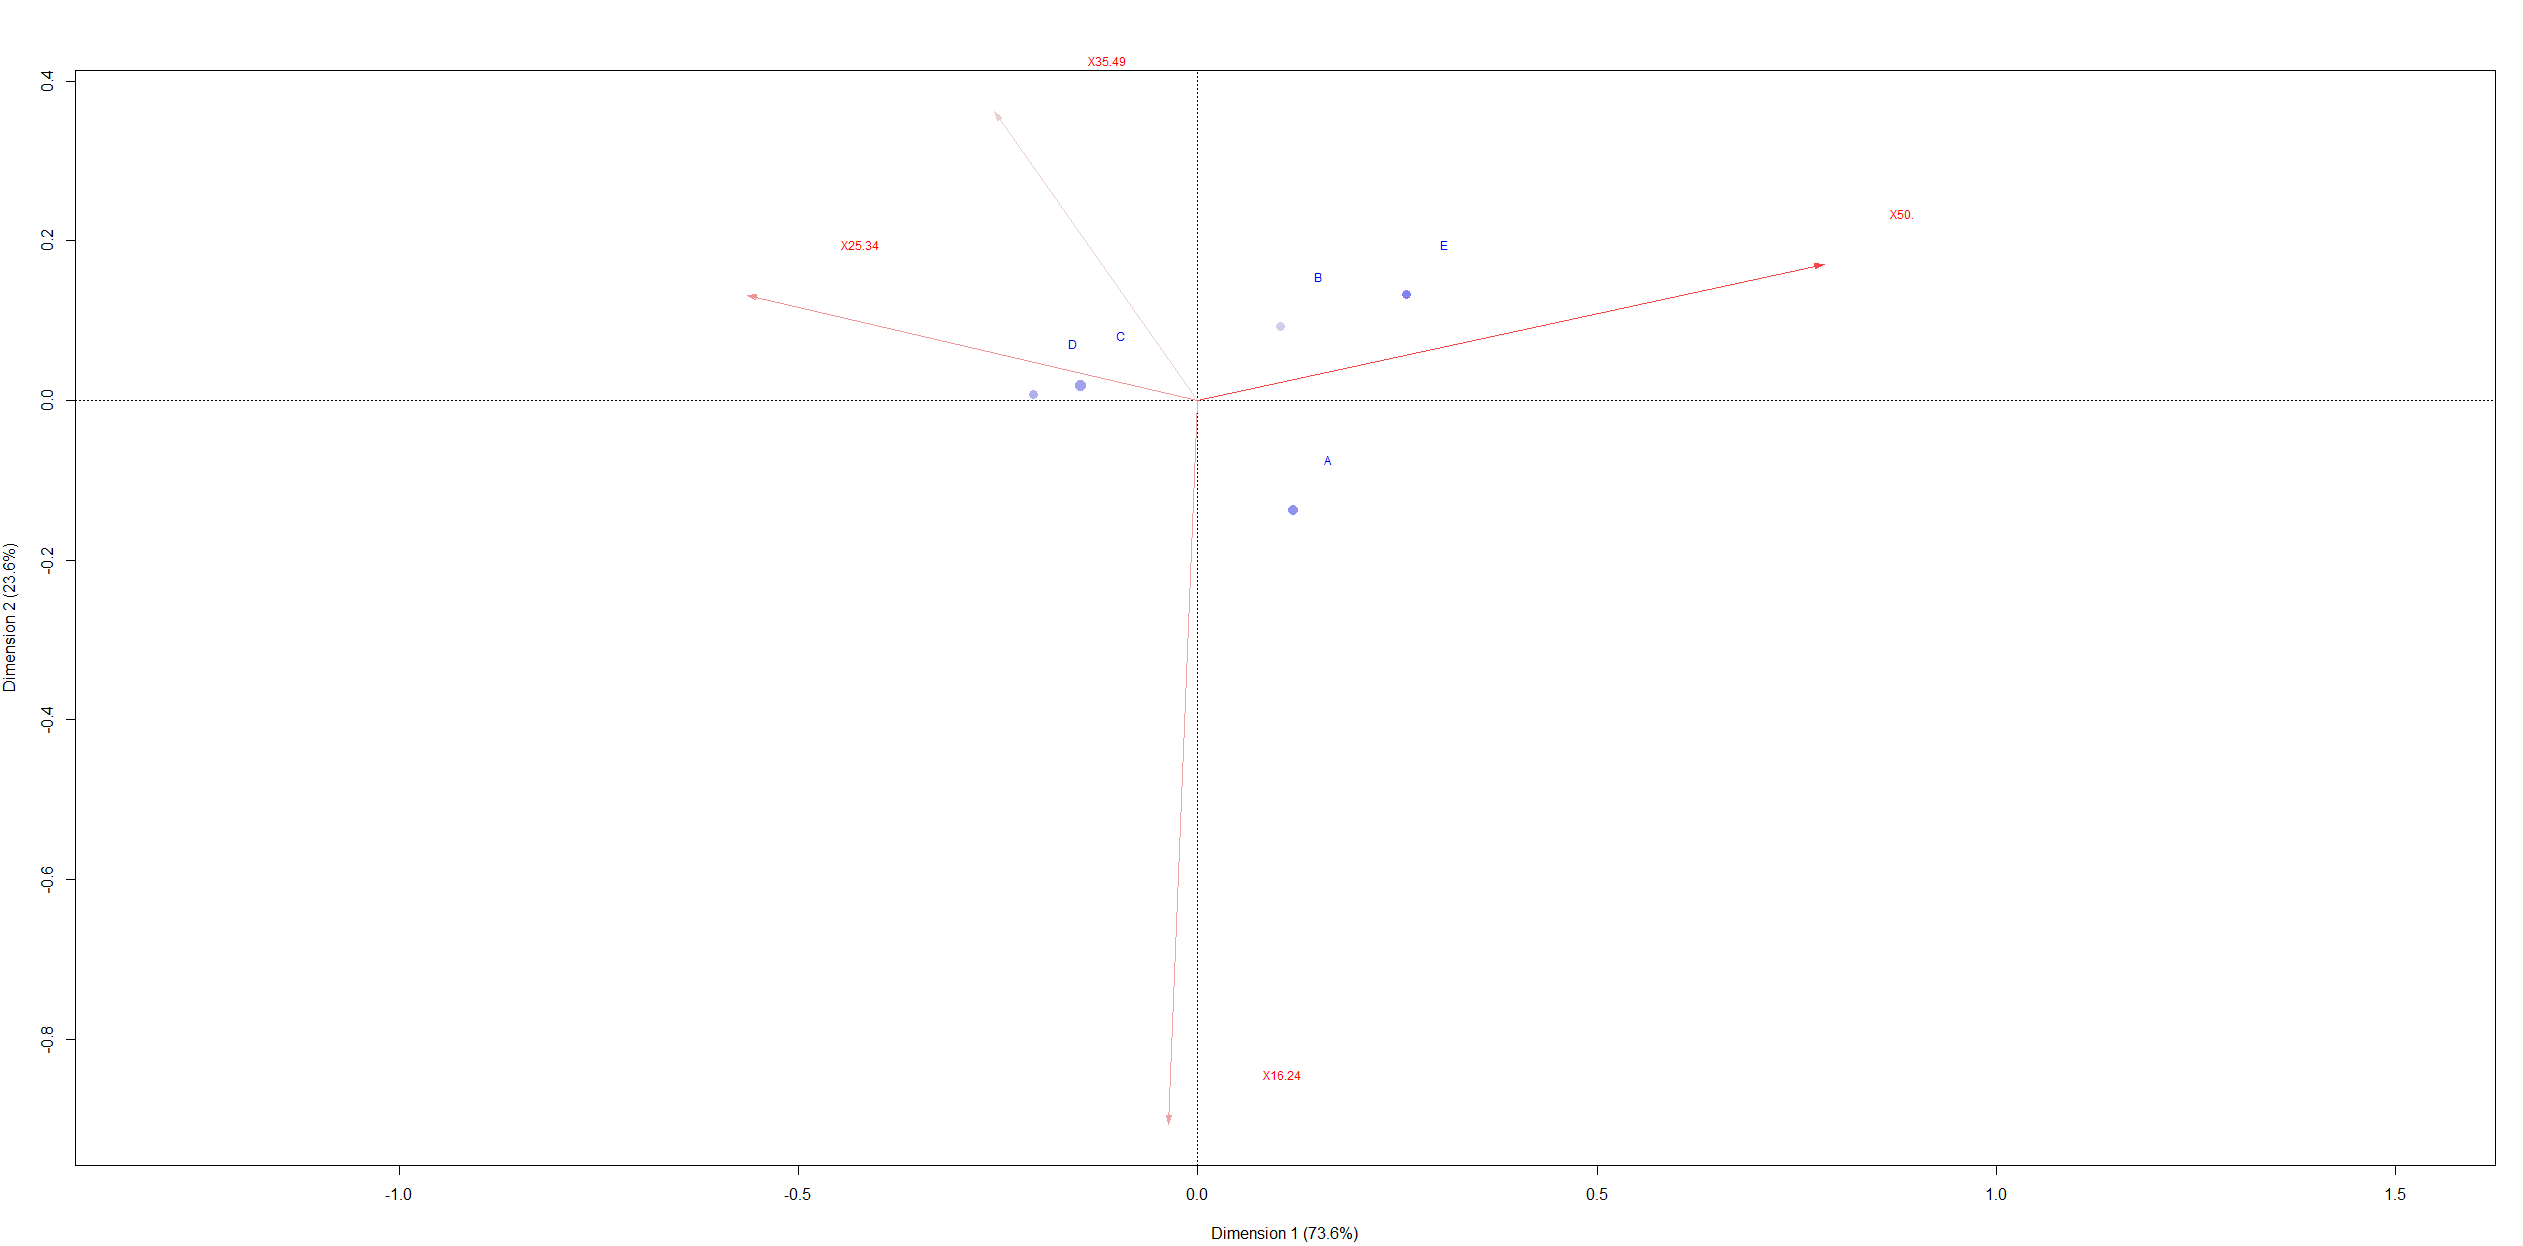 X35.49
0.4
X50.
0.2
X25.34
E
B
C
D
0.0
A
-0.2
Dimension 2 (23.6%)
-0.4
-0.6
-0.8
X16.24
-1.0 -0.5 0.0 0.5 1.0 1.5
Dimension 1 (73.6%)